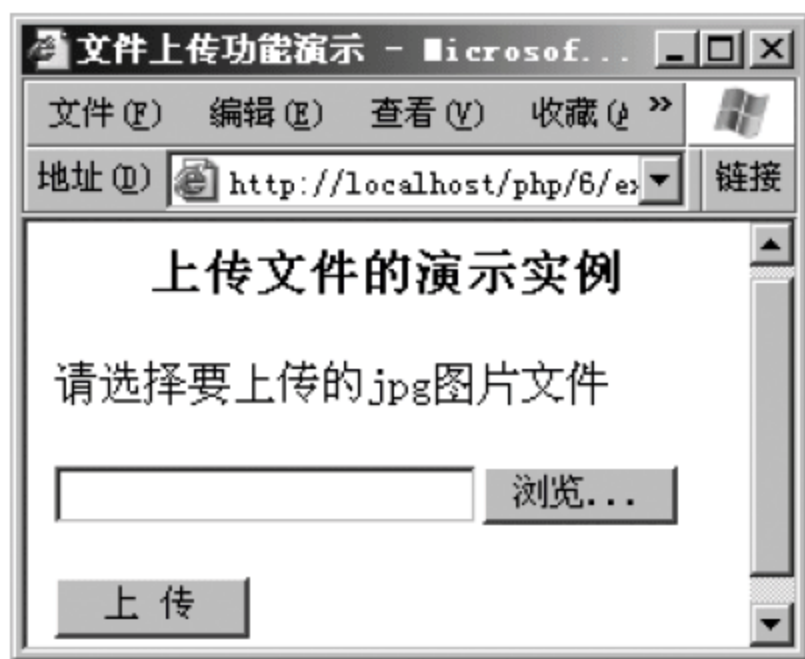 文件上传功能演示 - Microsof...
文件(F) 编辑(E) 查看(V) 收藏(A »
地址(D) http://localhost/php/6/ex 链接
上传文件的演示实例
请选择要上传的jpg图片文件
浏览...
上 传